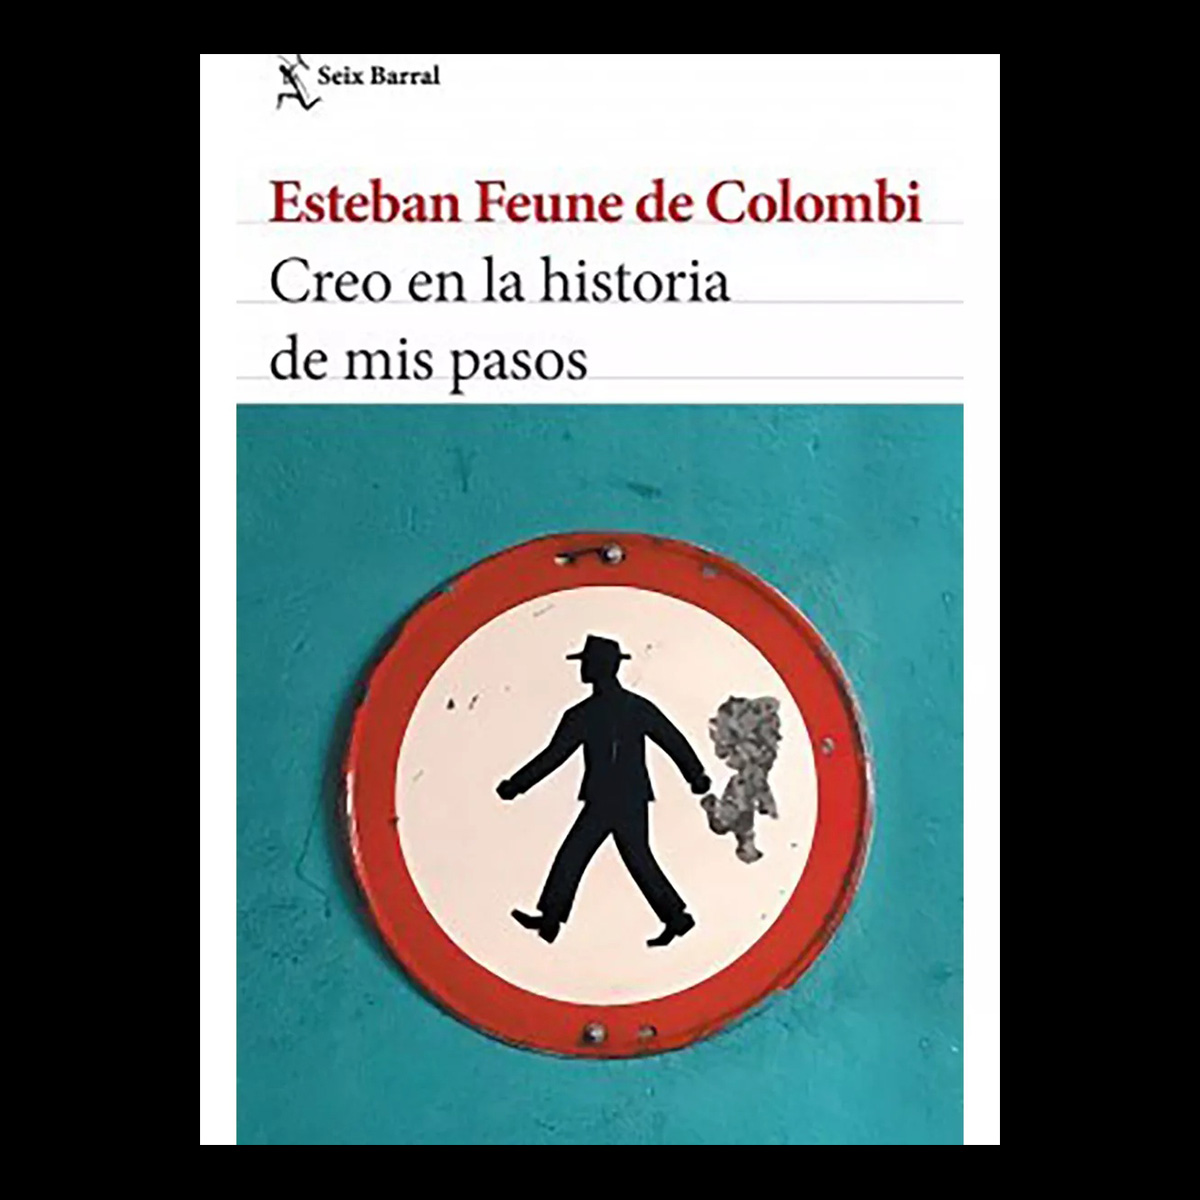 Seix Barral
Esteban Feune de Colombi
Creo en la historia
de mis pasos